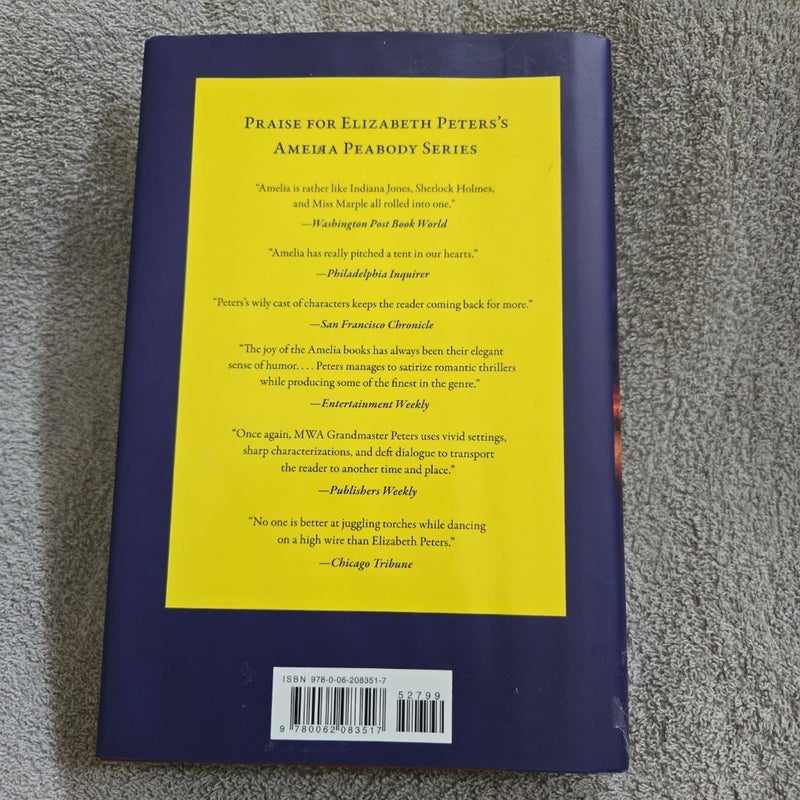 PRAISE FOR ELIZABETH PETERS'S
AMELIA PEABODY SERIES
“Amelia is rather like Indiana Jones, Sherlock Holmes,
and Miss Marple all rolled into one.”
—Washington Post Book World
“Amelia has really pitched a tent in our hearts.”
—Philadelphia Inquirer
“Peters’s wily cast of characters keeps the reader coming back for more.”
—San Francisco Chronicle
“The joy of the Amelia books has always been their elegant
sense of humor. . . . Peters manages to satirize romantic thrillers
while producing some of the finest in the genre.”
—Entertainment Weekly
“Once again, MWA Grandmaster Peters uses vivid settings,
sharp characterizations, and deft dialogue to transport
the reader to another time and place.”
—Publishers Weekly
“No one is better at juggling torches while dancing
on a high wire than Elizabeth Peters.”
—Chicago Tribune
ISBN 978-0-06-208351-7
52799
9 780062 083517